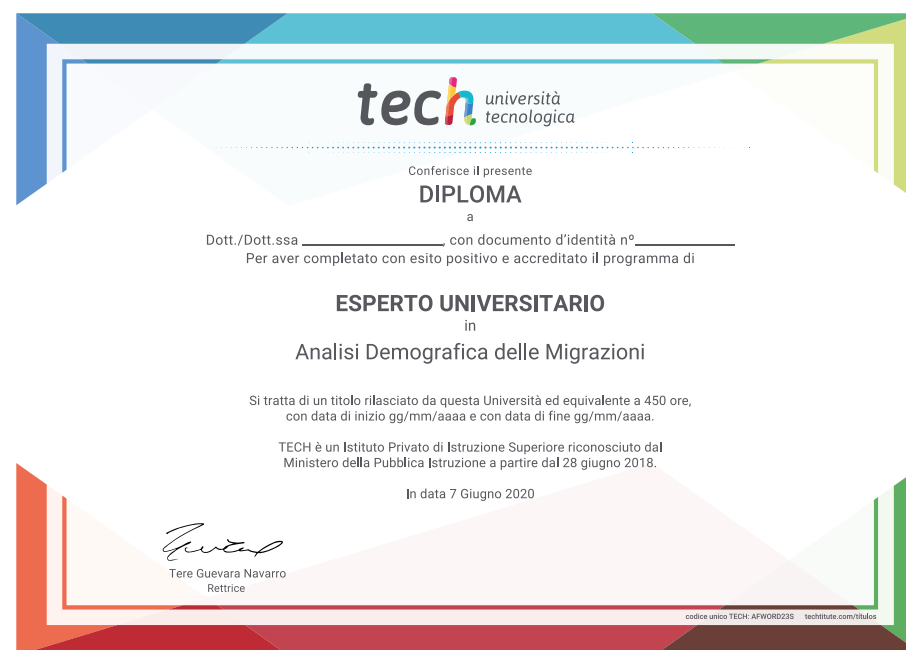 tech università
tecnologica
Conferisce il presente
DIPLOMA
a
Dott./Dott.ssa ____________________, con documento d'identità nº______________
Per aver completato con esito positivo e accreditato il programma di
ESPERTO UNIVERSITARIO
in
Analisi Demografica delle Migrazioni
Si tratta di un titolo rilasciato da questa Università ed equivalente a 450 ore,
con data di inizio gg/mm/aaaa e con data di fine gg/mm/aaaa.
TECH è un Istituto Privato di Istruzione Superiore riconosciuto dal
Ministero della Pubblica Istruzione a partire dal 28 giugno 2018.
In data 7 Giugno 2020
Tere Guevara Navarro
Rettrice
codice unico TECH: AFWORD23S techtitute.com/titulos